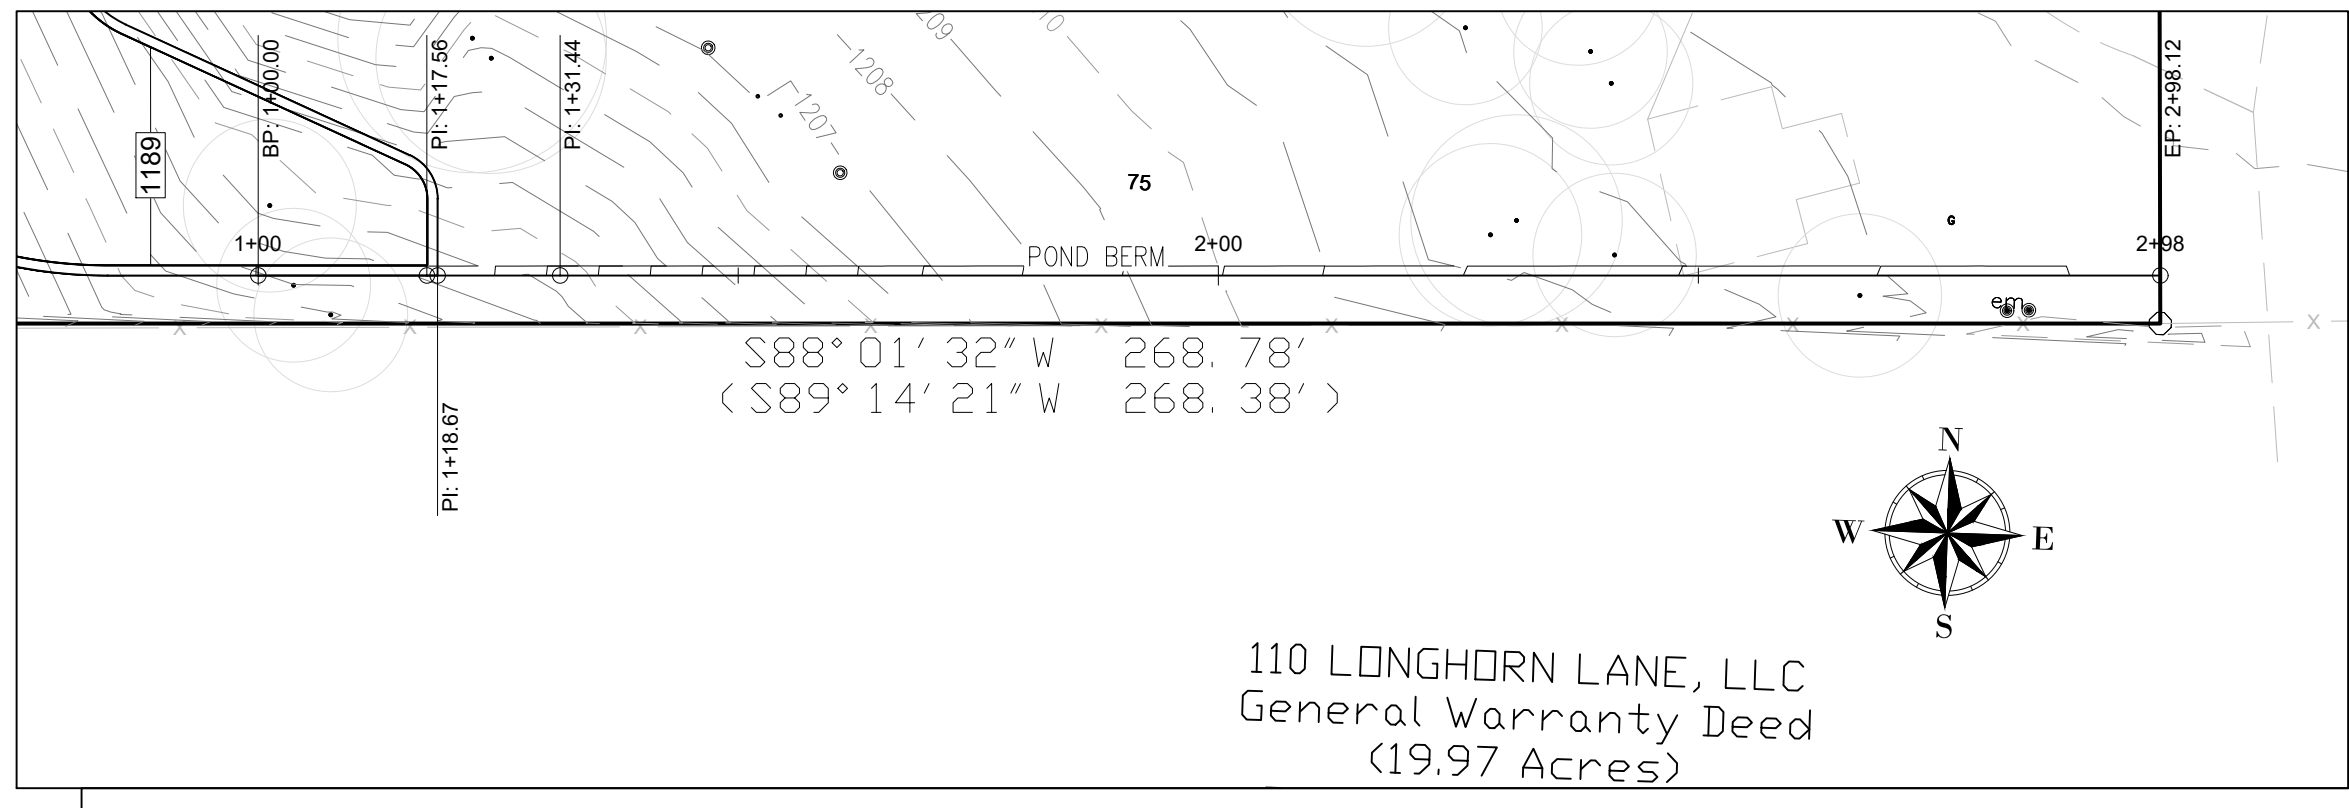 209
10
1208
1207
1189
BP: 1+00.00
PI: 1+17.56
PI: 1+31.44
EP: 2+98.12
75
G
1+00
POND BERM
2+00
2+98
em
X X X X X X X X X X
S88° 01' 32" W 268.78'
(S89° 14' 21" W 268.38')
PI: 1+18.67
N
W E
S
110 LONGHORN LANE, LLC
General Warranty Deed
(19.97 Acres)